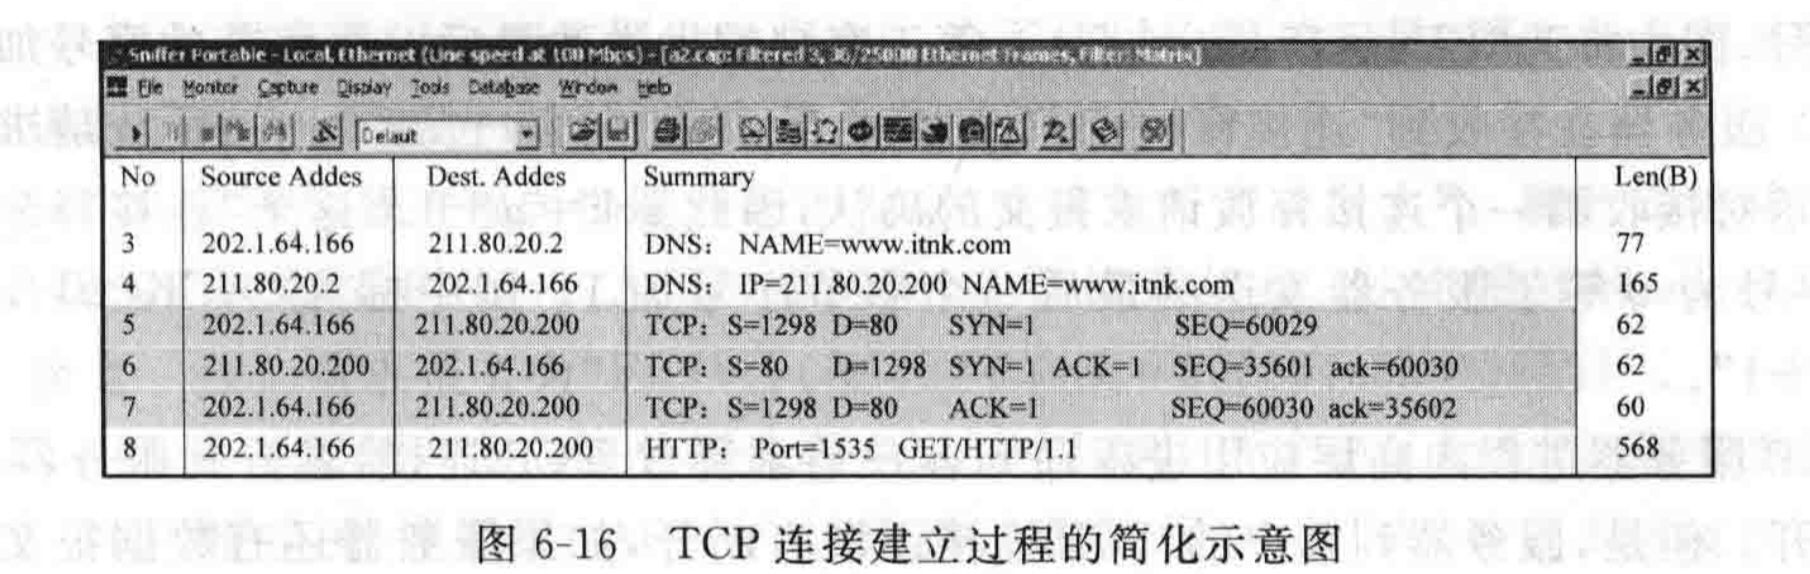 Sniffer Portable - Local, Ethernet (Line speed at 100 Mbps) - [a2.cap: Filtered 3, 36/25000 Ethernet Frames, Filter: Matrix]
File Monitor Capture Display Tools Database Window Help
Default
No Source Addes Dest. Addes Summary Len(B)
3 202.1.64.166 211.80.20.2 DNS: NAME=www.itnk.com 77
4 211.80.20.2 202.1.64.166 DNS: IP=211.80.20.200 NAME=www.itnk.com 165
5 202.1.64.166 211.80.20.200 TCP: S=1298 D=80 SYN=1 SEQ=60029 62
6 211.80.20.200 202.1.64.166 TCP: S=80 D=1298 SYN=1 ACK=1 SEQ=35601 ack=60030 62
7 202.1.64.166 211.80.20.200 TCP: S=1298 D=80 ACK=1 SEQ=60030 ack=35602 60
8 202.1.64.166 211.80.20.200 HTTP: Port=1535 GET/HTTP/1.1 568
图 6-16 TCP 连接建立过程的简化示意图